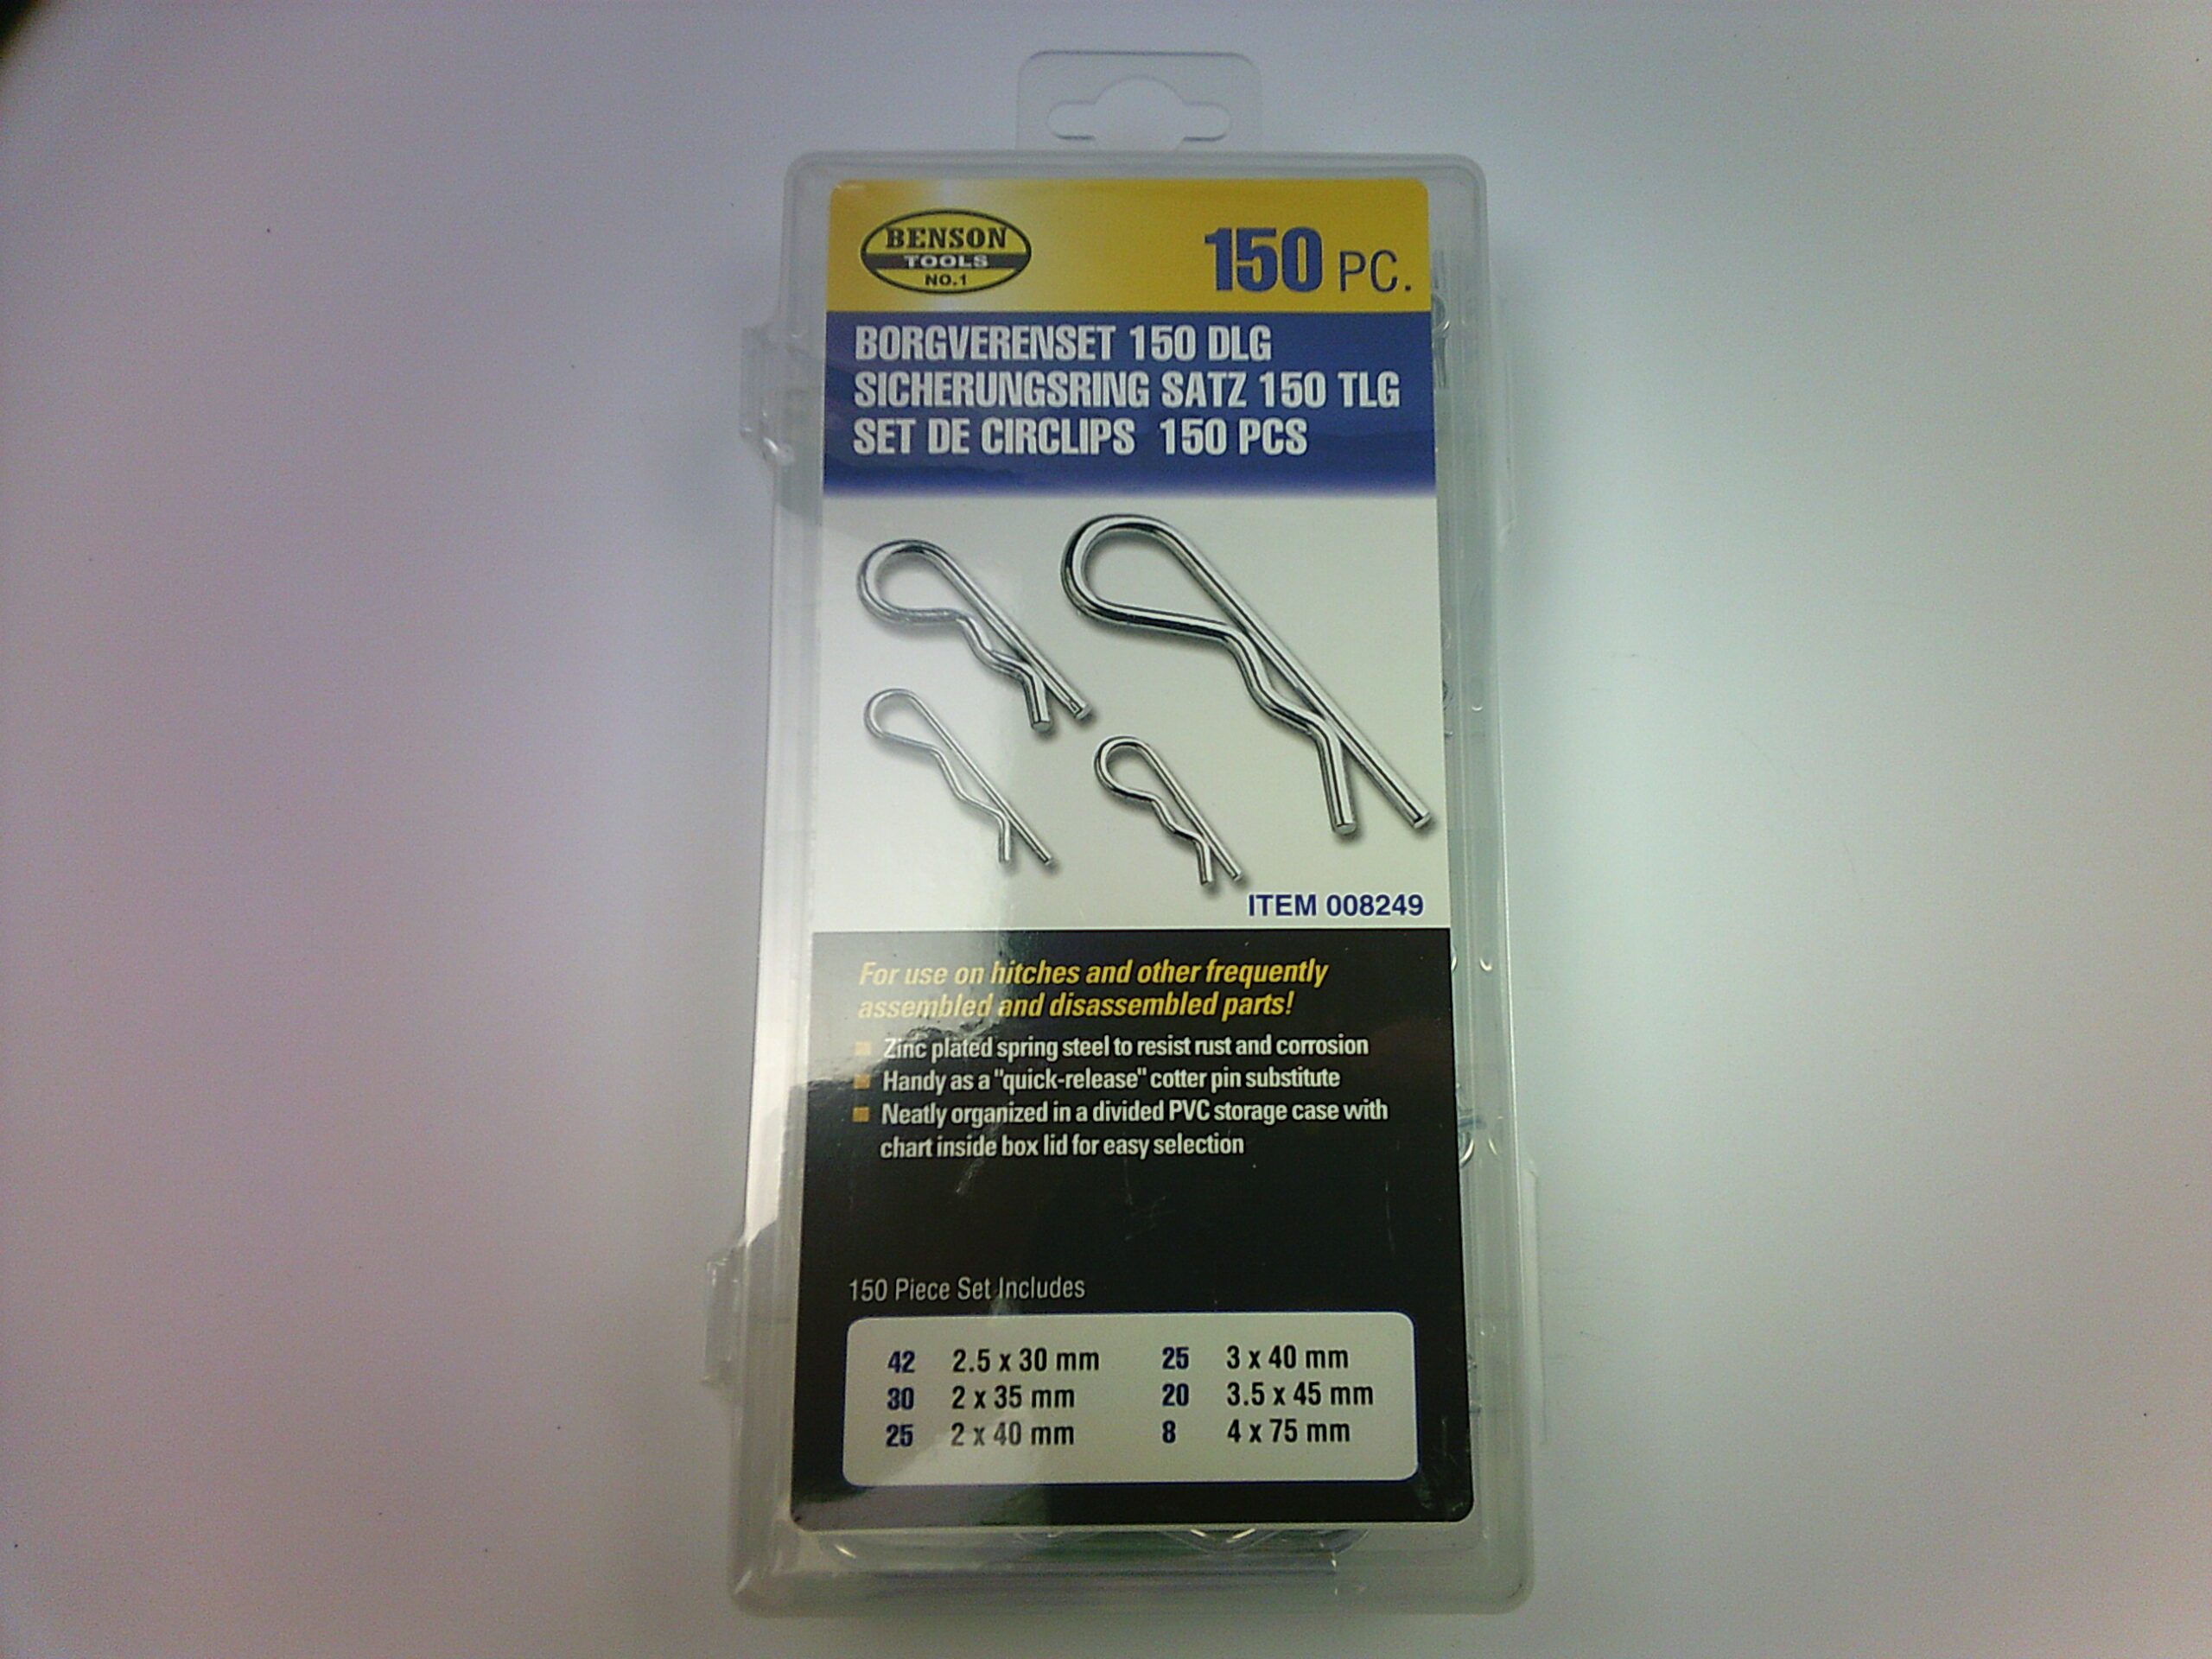 BENSON
TOOLS
NO.1
150 PC.
BORGVERENSET 150 DLG
SICHERUNGSRING SATZ 150 TLG
SET DE CIRCLIPS 150 PCS
ITEM 008249
For use on hitches and other frequently
assembled and disassembled parts!
Zinc plated spring steel to resist rust and corrosion
Handy as a "quick-release" cotter pin substitute
Neatly organized in a divided PVC storage case with
chart inside box lid for easy selection
150 Piece Set Includes
42 2.5 x 30 mm 25 3 x 40 mm
30 2 x 35 mm 20 3.5 x 45 mm
25 2 x 40 mm 8 4 x 75 mm